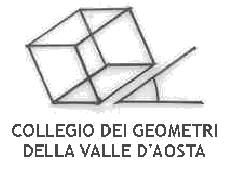 COLLEGIO DEI GEOMETRI
DELLA VALLE D'AOSTA